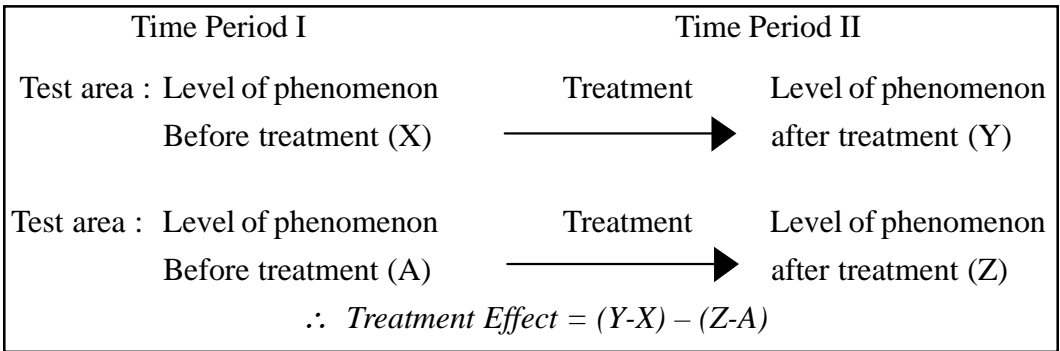 Time Period I Time Period II
Test area : Level of phenomenon Treatment Level of phenomenon
Before treatment (X) after treatment (Y)
Test area : Level of phenomenon Treatment Level of phenomenon
Before treatment (A) after treatment (Z)
∴ Treatment Effect = (Y-X) – (Z-A)